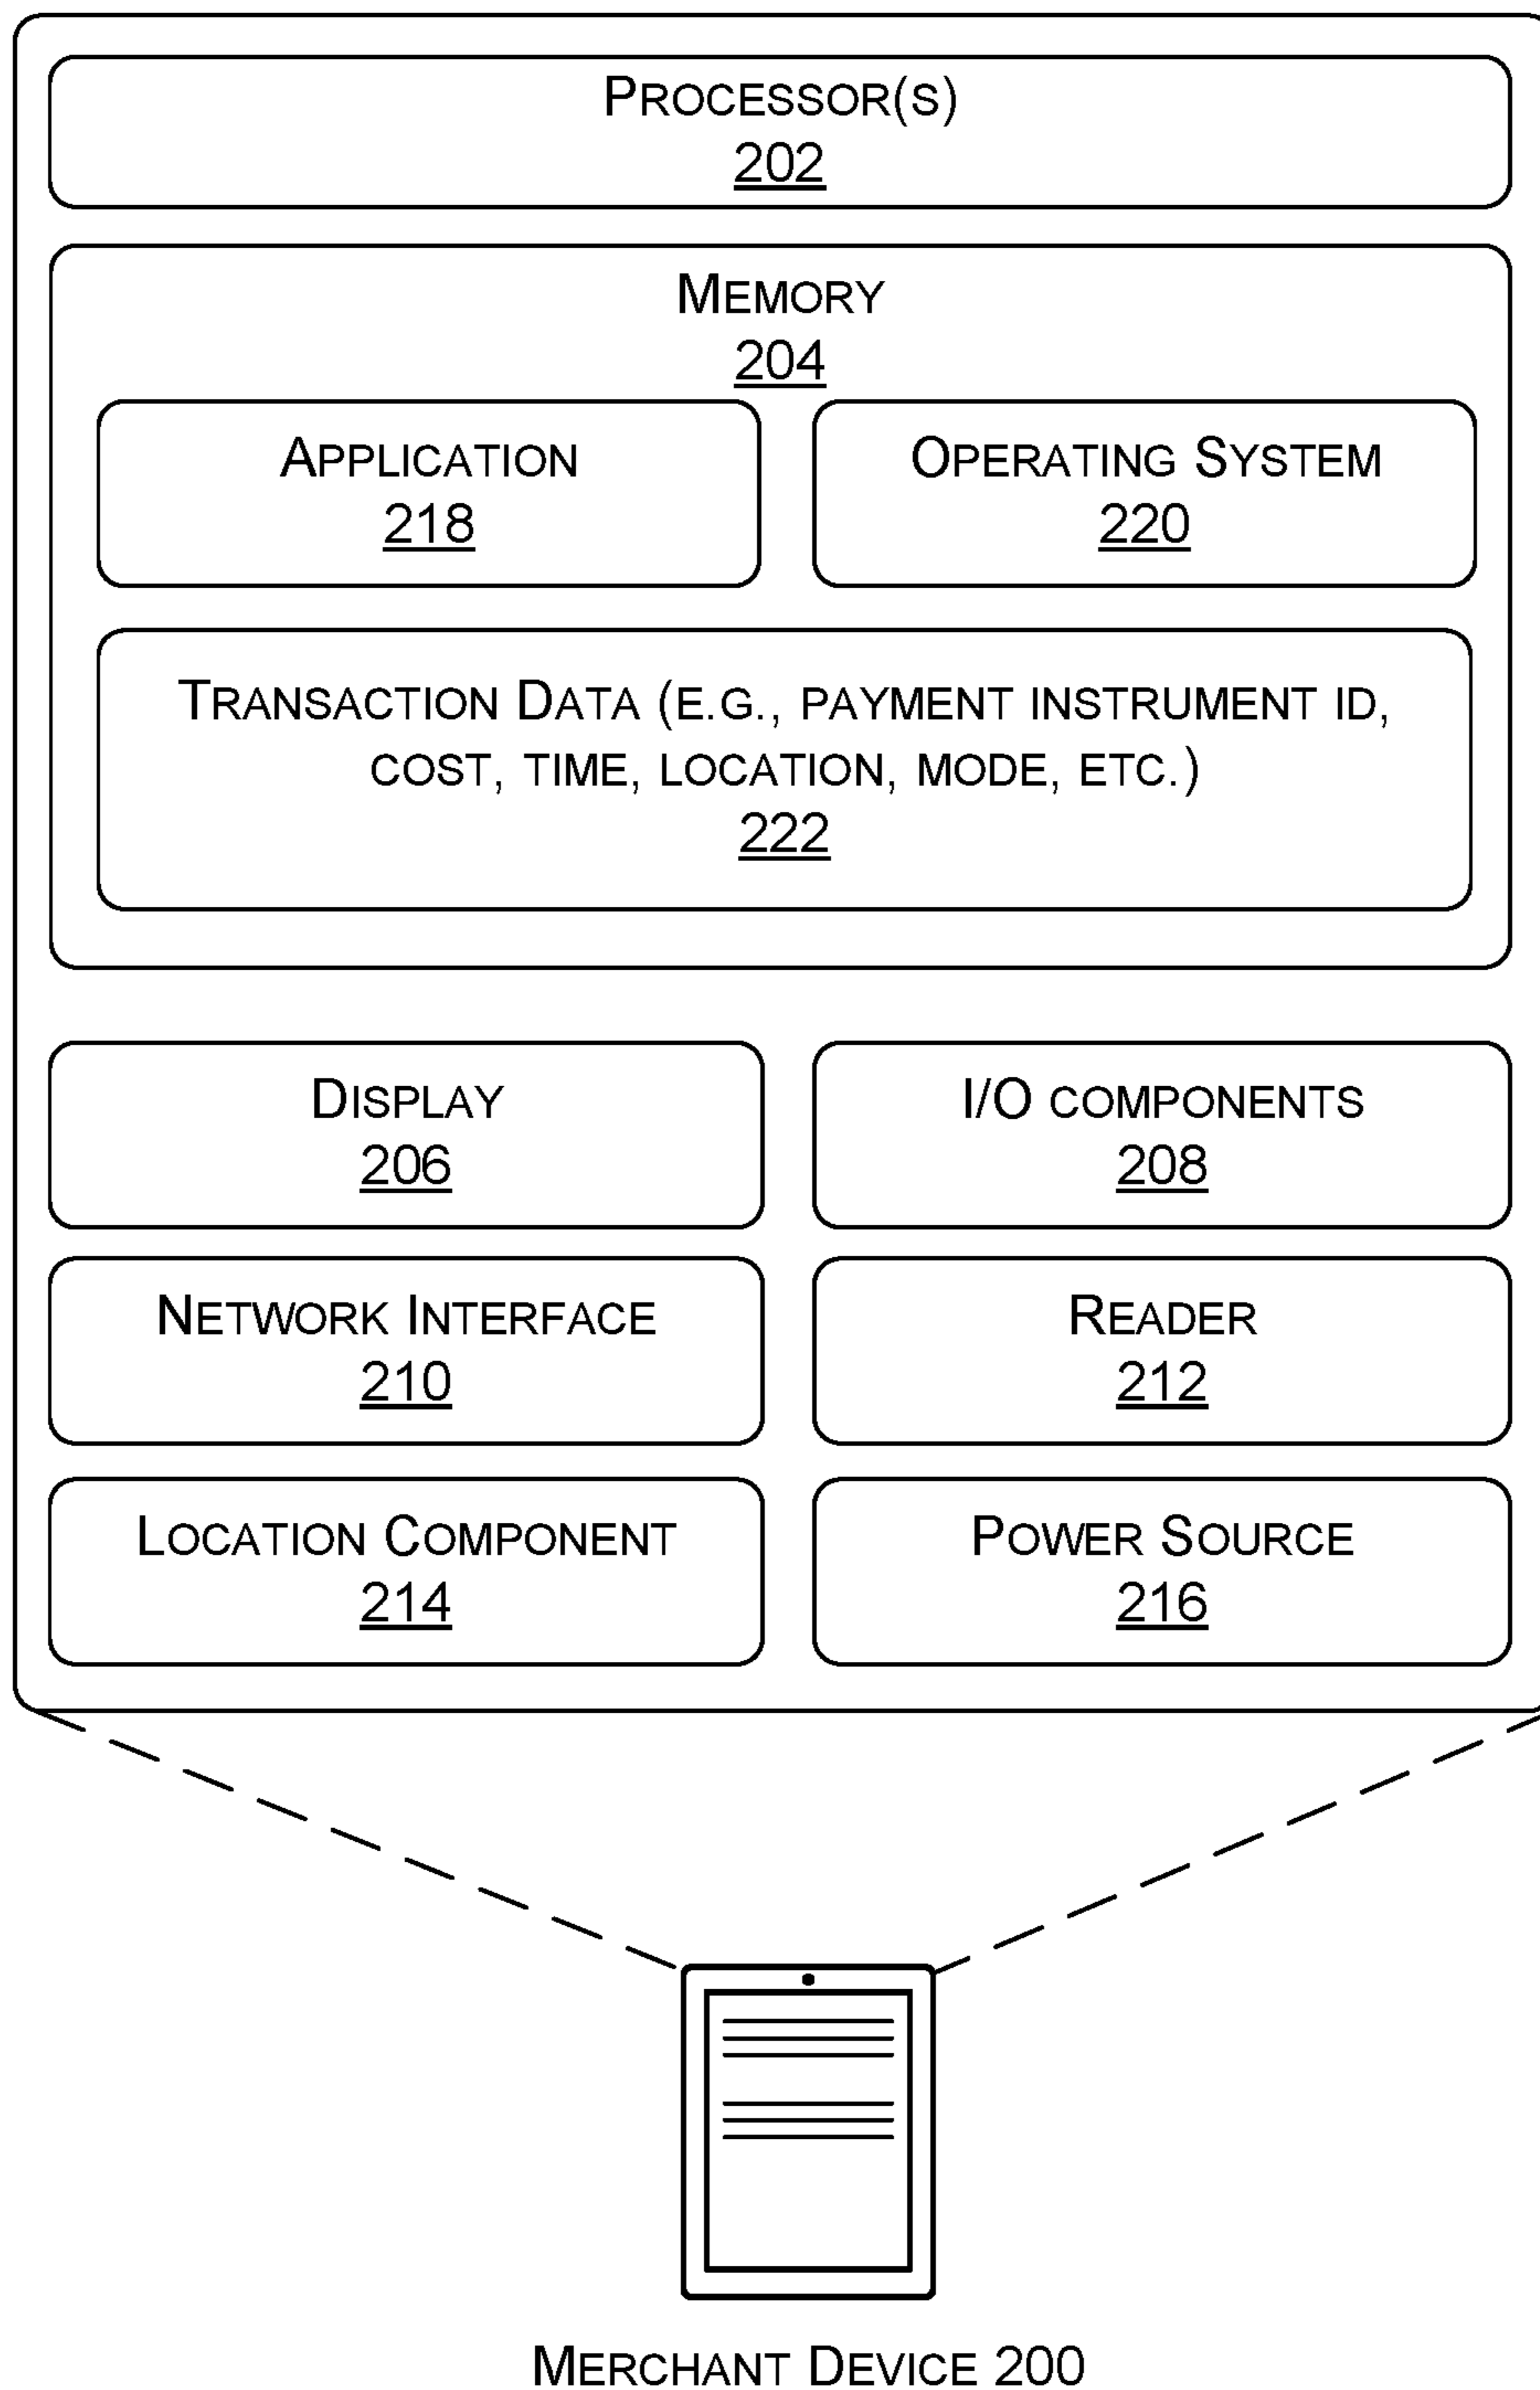 PROCESSOR(S)
202
MEMORY
204
APPLICATION
218
OPERATING SYSTEM
220
TRANSACTION DATA (E.G., PAYMENT INSTRUMENT ID,
COST, TIME, LOCATION, MODE, ETC.)
222
DISPLAY
206
I/O COMPONENTS
208
NETWORK INTERFACE
210
READER
212
LOCATION COMPONENT
214
POWER SOURCE
216
MERCHANT DEVICE 200